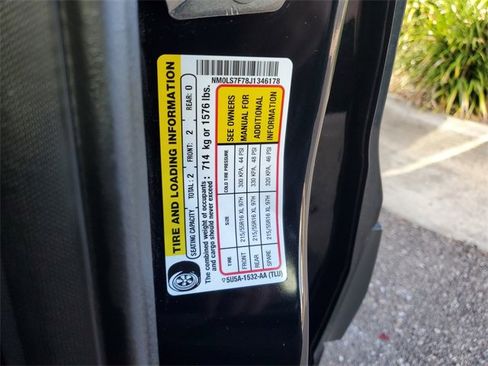 NM0LS7F78J1346178
TIRE AND LOADING INFORMATION
SEATING CAPACITY TOTAL: 2 FRONT: 2 REAR: 0
The combined weight of occupants and cargo should never exceed: 714 kg or 1576 lbs.
TIRE SIZE COLD TIRE PRESSURE
FRONT 215/55R16 XL 97H 300 KPA, 44 PSI
REAR 215/55R16 XL 97H 330 KPA, 48 PSI
SPARE 215/55R16 XL 97H 320 KPA, 46 PSI
SEE OWNERS
MANUAL FOR
ADDITIONAL
INFORMATION
5U5A-1532-AA (TLU)